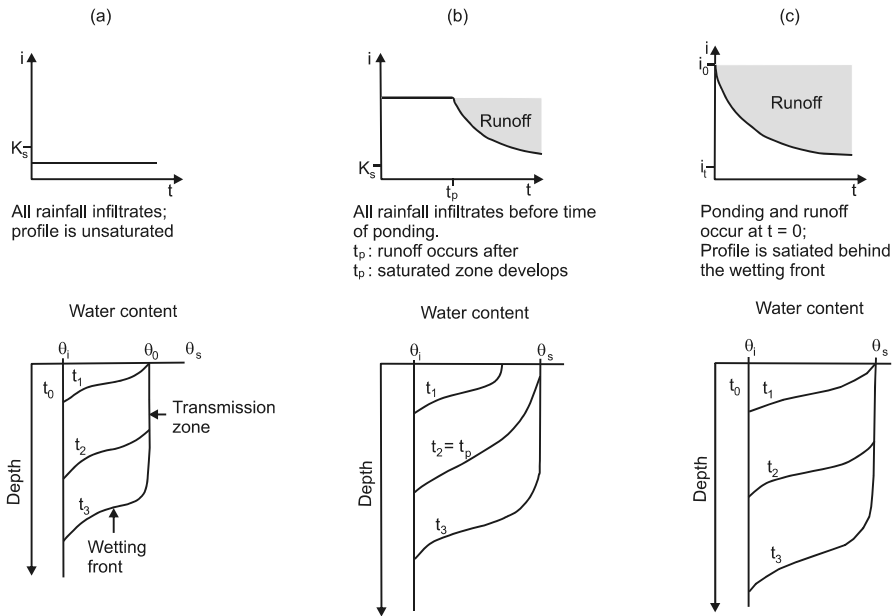 (a)
i
K_s
t
All rainfall infiltrates;
profile is unsaturated
(b)
i
Runoff
K_s
t_p
t
All rainfall infiltrates before time
of ponding.
t_p : runoff occurs after
t_p : saturated zone develops
(c)
i
i_0
Runoff
i_t
t
Ponding and runoff
occur at t = 0;
Profile is satiated behind
the wetting front
Water content
θ_i θ_0 θ_s
t_0
t_1
Transmission
zone
t_2
t_3
Wetting
front
Depth
Water content
θ_i θ_s
t_1
t_2 = t_p
t_3
Depth
Water content
θ_i θ_s
t_0
t_1
t_2
t_3
Depth